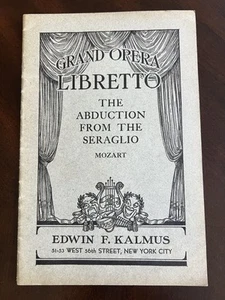 GRAND OPERA
LIBRETTO
THE
ABDUCTION
FROM THE
SERAGLIO
MOZART
EDWIN F. KALMUS
51-53 WEST 56th STREET, NEW YORK CITY